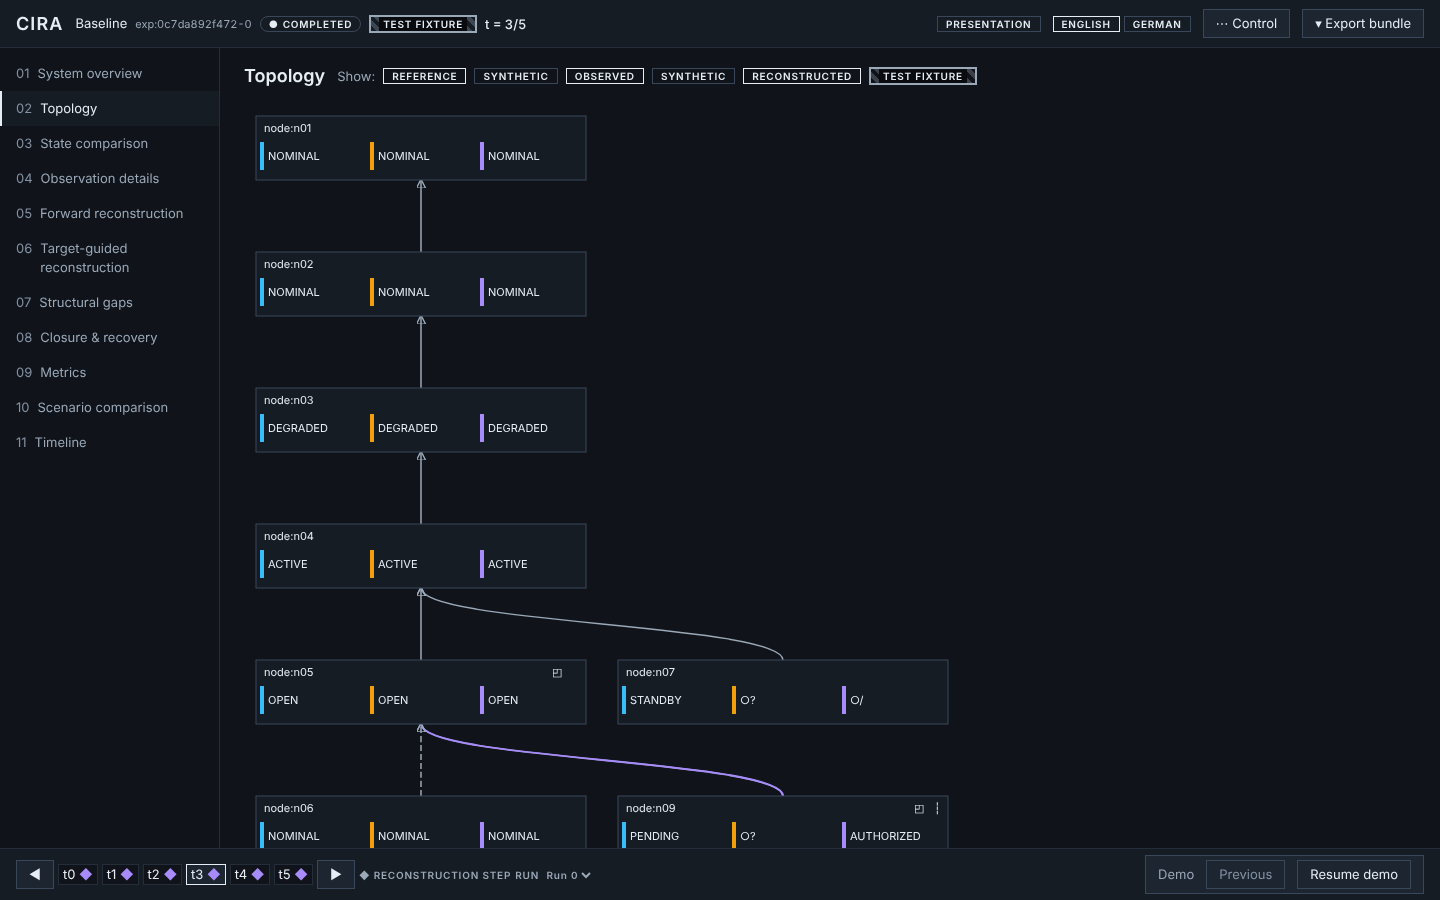 CIRA Baseline exp:0c7da892f472-0 ● COMPLETED TEST FIXTURE t = 3/5 PRESENTATION ENGLISH GERMAN ⋯ Control ▾ Export bundle
01 System overview
02 Topology
03 State comparison
04 Observation details
05 Forward reconstruction
06 Target-guided
reconstruction
07 Structural gaps
08 Closure & recovery
09 Metrics
10 Scenario comparison
11 Timeline
Topology Show: REFERENCE SYNTHETIC OBSERVED SYNTHETIC RECONSTRUCTED TEST FIXTURE
node:n01
NOMINAL NOMINAL NOMINAL
node:n02
NOMINAL NOMINAL NOMINAL
node:n03
DEGRADED DEGRADED DEGRADED
node:n04
ACTIVE ACTIVE ACTIVE
node:n05
OPEN OPEN OPEN
node:n07
STANDBY O? O/
node:n06
NOMINAL NOMINAL NOMINAL
node:n09
PENDING O? AUTHORIZED
◀ t0 ◆ t1 ◆ t2 ◆ t3 ◆ t4 ◆ t5 ◆ ▶ ◆ RECONSTRUCTION STEP RUN Run 0 Demo Previous Resume demo